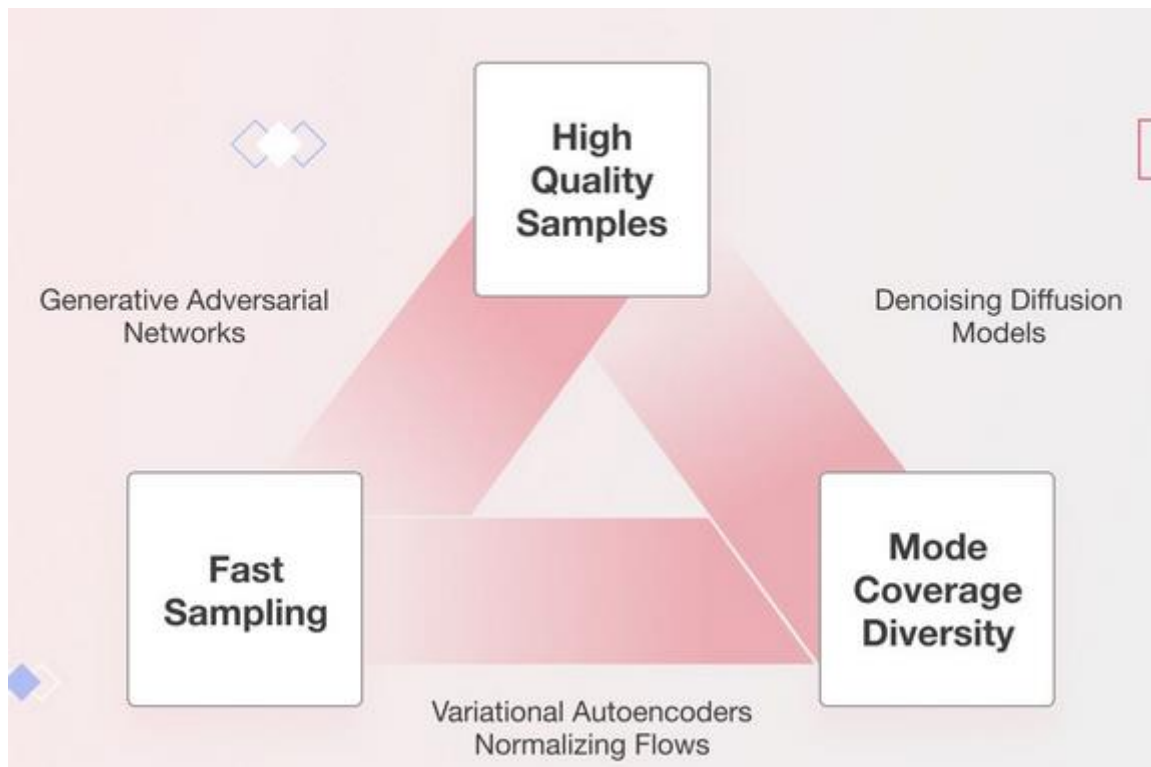 High
Quality
Samples
Generative Adversarial
Networks
Denoising Diffusion
Models
Fast
Sampling
Mode
Coverage
Diversity
Variational Autoencoders
Normalizing Flows